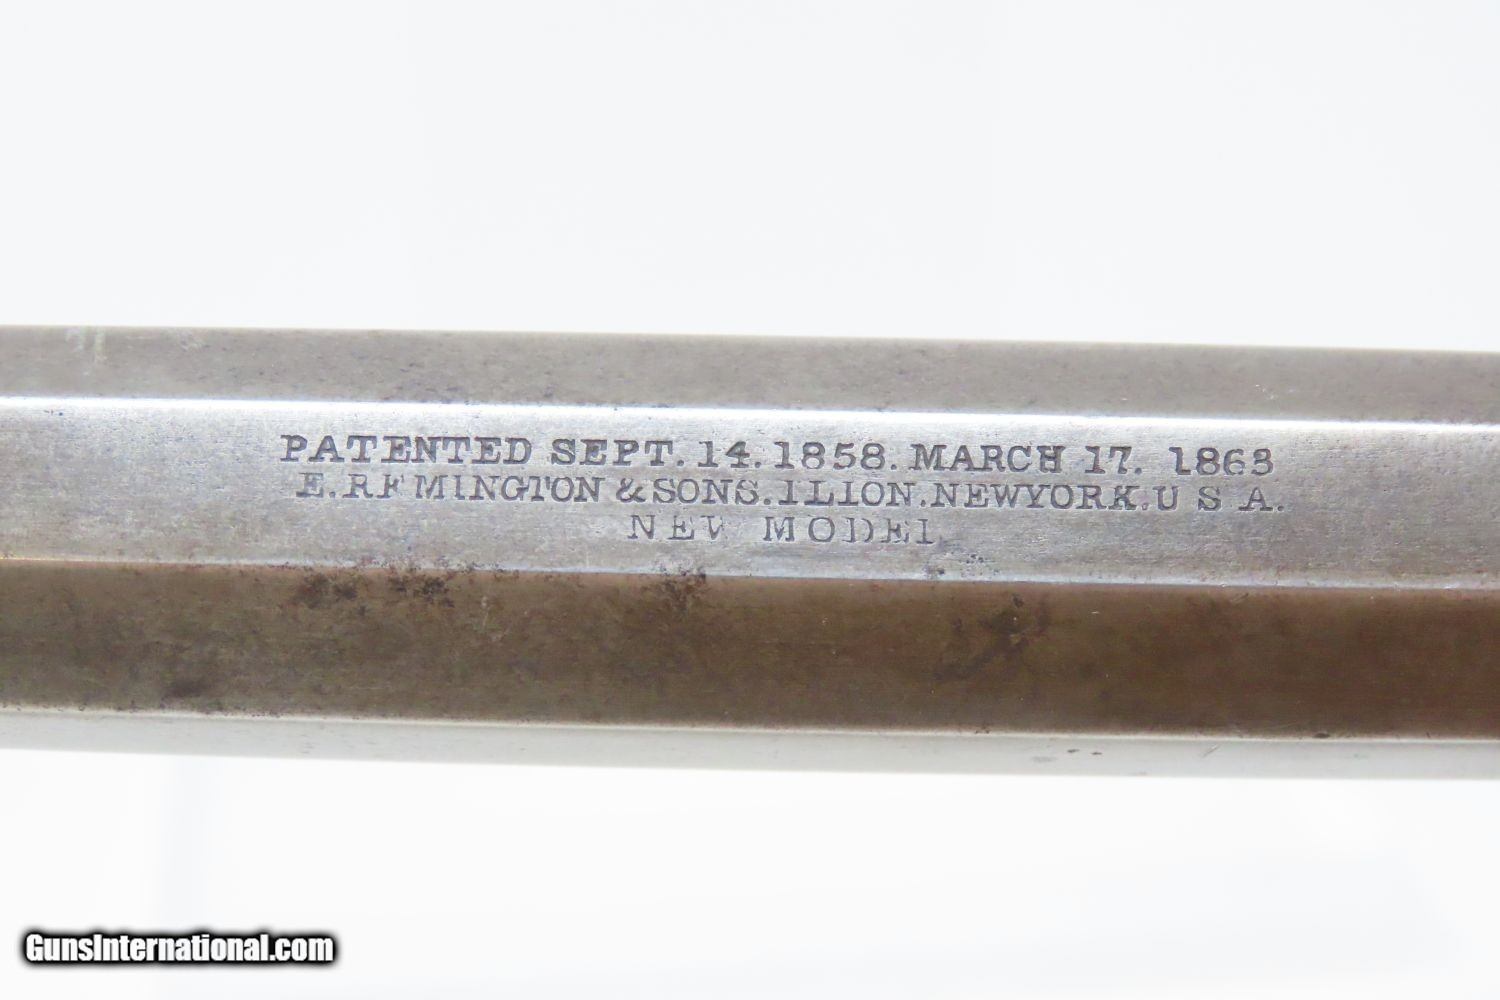 PATENTED SEPT. 14. 1858. MARCH 17. 1863
E. REMINGTON & SONS. ILION. NEWYORK. U S A.
NEW MODEL
GunsInternational.com